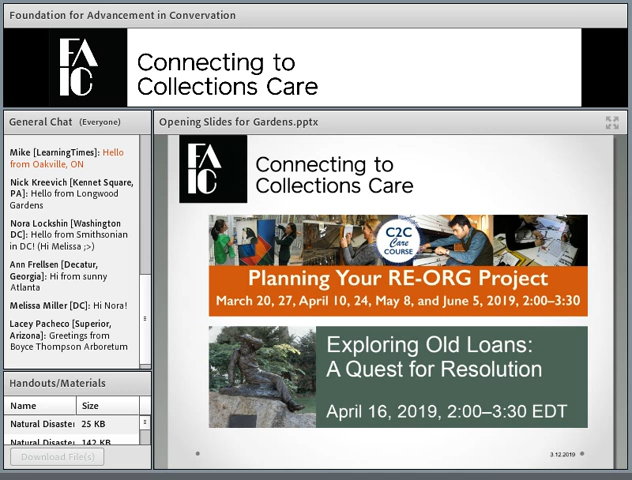 Foundation for Advancement in Convervation
FAIC
Connecting to
Collections Care
General Chat (Everyone)
Mike [LearningTimes]: Hello
from Oakville, ON
Nick Kreevich [Kennet Square,
PA]: Hello from Longwood
Gardens
Nora Lockshin [Washington
DC]: Hello from Smithsonian
in DC! (Hi Melissa ;>)
Ann Frellsen [Decatur,
Georgia]: Hi from sunny
Atlanta
Melissa Miller [DC]: Hi Nora!
Lacey Pacheco [Superior,
Arizona]: Greetings from
Boyce Thompson Arboretum
Handouts/Materials
Name Size
Natural Disaster 25 KB
Natural Disaster 142 KB
Download File(s)
Opening Slides for Gardens.pptx
FAIC
Connecting to
Collections Care
C2C
Care
COURSE
Planning Your RE-ORG Project
March 20, 27, April 10, 24, May 8, and June 5, 2019, 2:00–3:30
Exploring Old Loans:
A Quest for Resolution
April 16, 2019, 2:00–3:30 EDT
3.12.2019